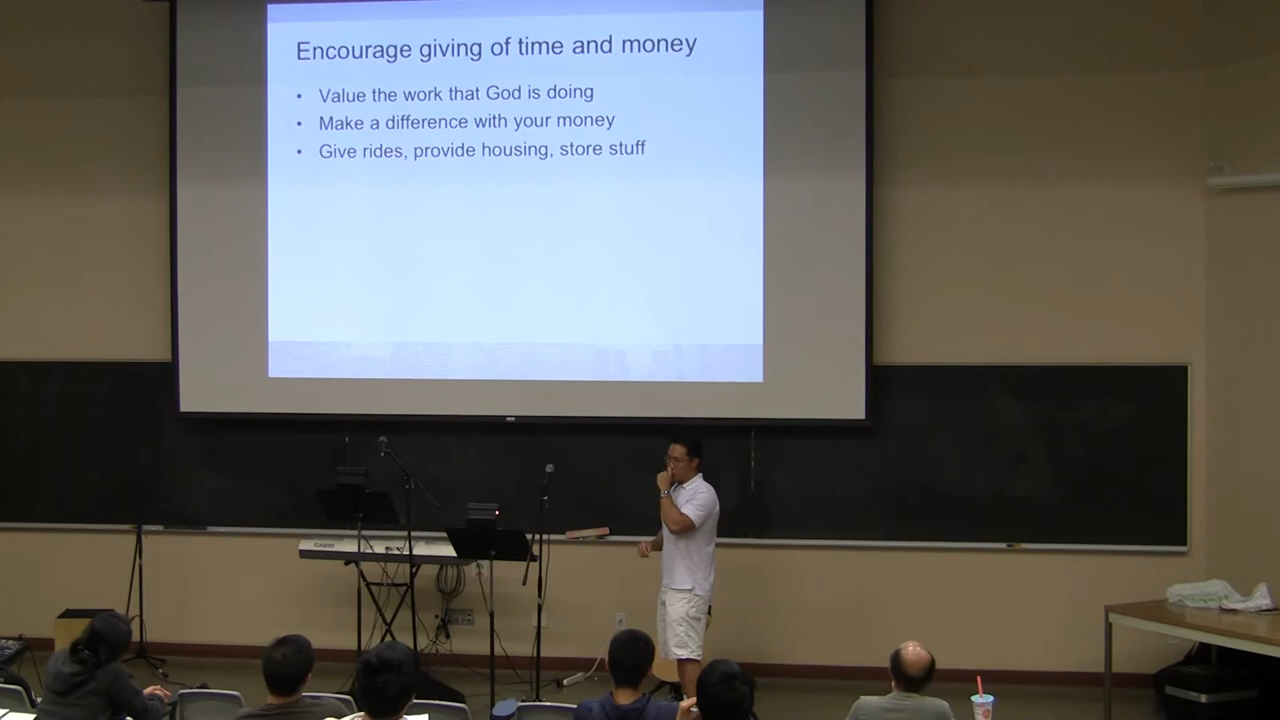 Encourage giving of time and money
• Value the work that God is doing
• Make a difference with your money
• Give rides, provide housing, store stuff
CASIO